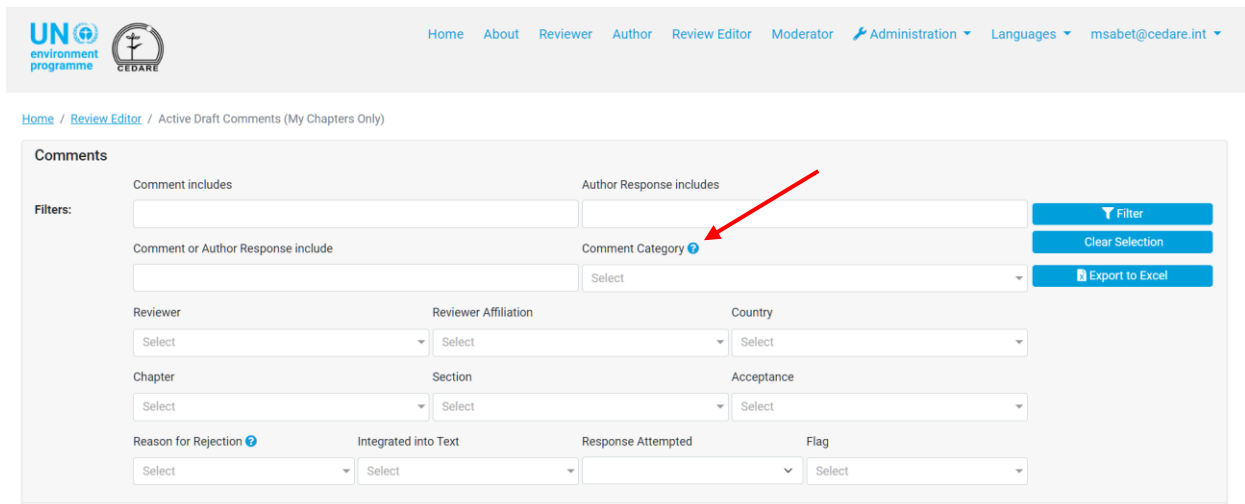 UN
environment
programme
CEDARE
Home About Reviewer Author Review Editor Moderator Administration Languages msabet@cedare.int
Home / Review Editor / Active Draft Comments (My Chapters Only)
Comments
Comment includes Author Response includes
Filters: Filter
Comment or Author Response include Comment Category ? Clear Selection
Select Export to Excel
Reviewer Reviewer Affiliation Country
Select Select Select
Chapter Section Acceptance
Select Select Select
Reason for Rejection ? Integrated into Text Response Attempted Flag
Select Select Select